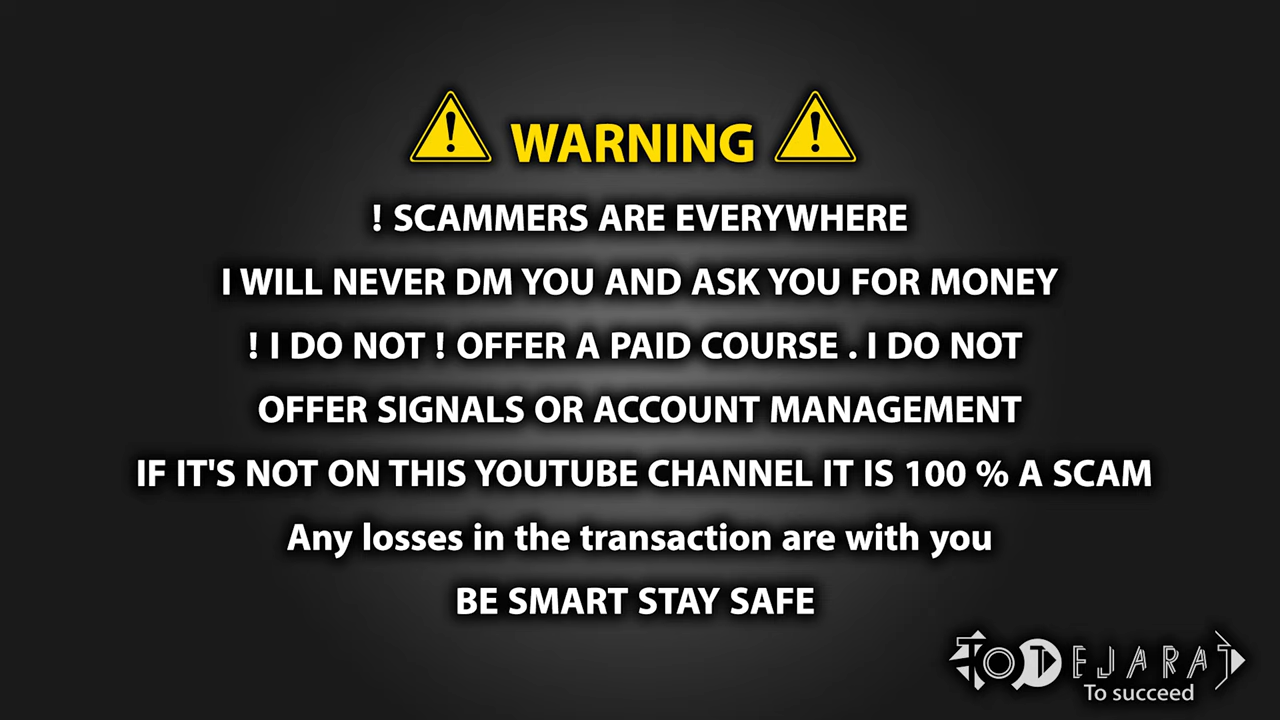 WARNING
! SCAMMERS ARE EVERYWHERE
I WILL NEVER DM YOU AND ASK YOU FOR MONEY
! I DO NOT ! OFFER A PAID COURSE . I DO NOT
OFFER SIGNALS OR ACCOUNT MANAGEMENT
IF IT'S NOT ON THIS YOUTUBE CHANNEL IT IS 100 % A SCAM
Any losses in the transaction are with you
BE SMART STAY SAFE
TO TEJARAT
To succeed